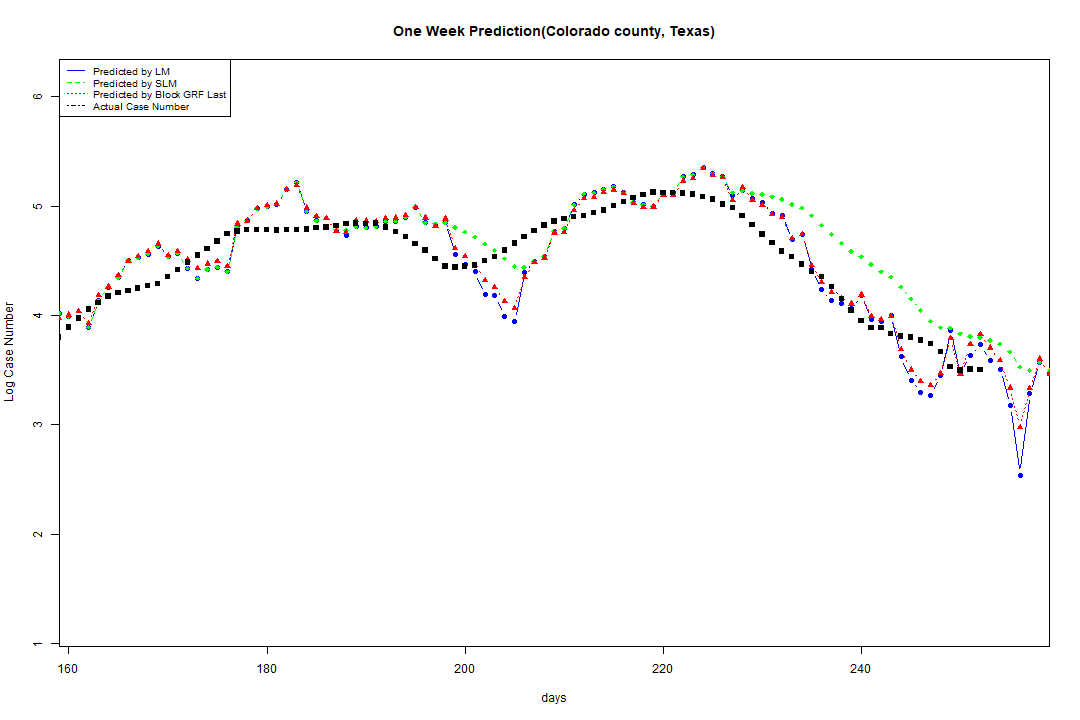 One Week Prediction(Colorado county, Texas)
Predicted by LM
Predicted by SLM
Predicted by Block GRF Last
Actual Case Number
6
5
4
3
2
1
Log Case Number
160 180 200 220 240
days